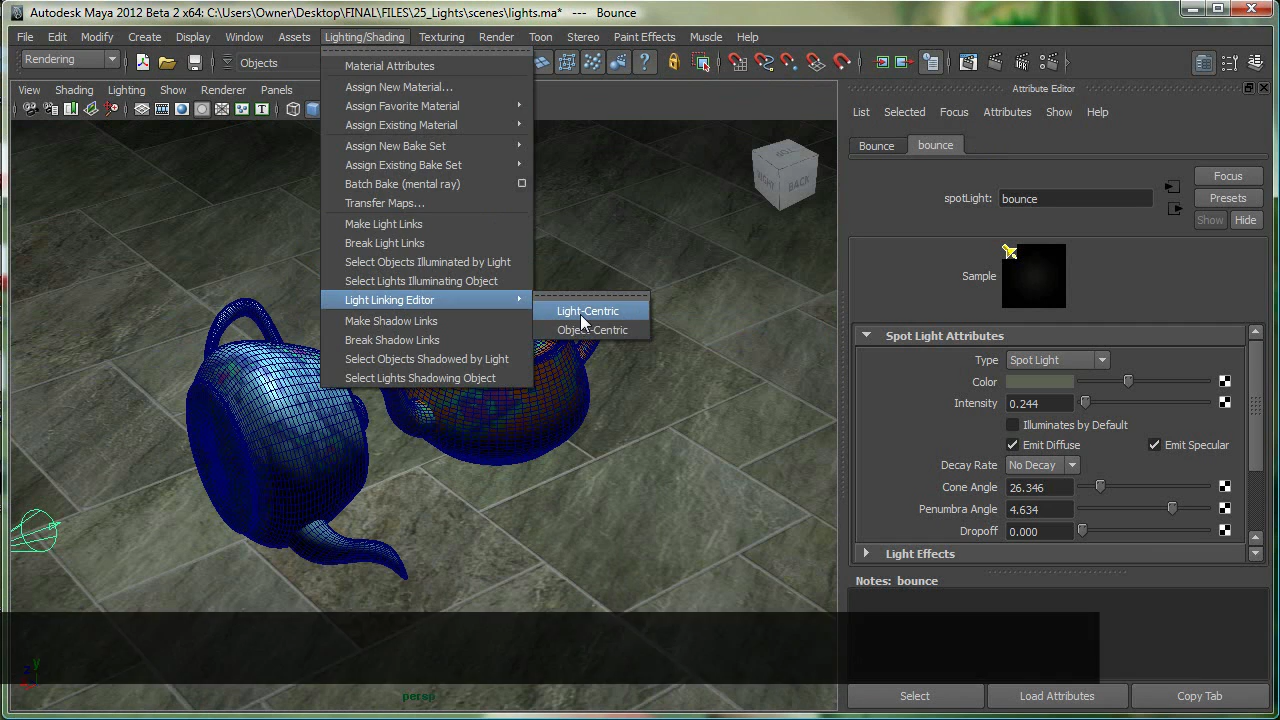 Autodesk Maya 2012 Beta 2 x64: C:\Users\Owner\Desktop\FINAL\FILES\25_Lights\scenes\lights.ma* --- Bounce
File Edit Modify Create Display Window Assets Lighting/Shading Texturing Render Toon Stereo Paint Effects Muscle Help
Rendering
Objects
View Shading Lighting Show Renderer Panels
Material Attributes
Assign New Material...
Assign Favorite Material
Assign Existing Material
Assign New Bake Set
Assign Existing Bake Set
Batch Bake (mental ray)
Transfer Maps...
Make Light Links
Break Light Links
Select Objects Illuminated by Light
Select Lights Illuminating Object
Light Linking Editor
Make Shadow Links
Break Shadow Links
Select Objects Shadowed by Light
Select Lights Shadowing Object
Light-Centric
Object-Centric
RIGHT BACK
persp
y
z
Attribute Editor
List Selected Focus Attributes Show Help
Bounce bounce
spotLight: bounce
Focus
Presets
Show Hide
Sample
Spot Light Attributes
Type Spot Light
Color
Intensity 0.244
Illuminates by Default
Emit Diffuse Emit Specular
Decay Rate No Decay
Cone Angle 26.346
Penumbra Angle 4.634
Dropoff 0.000
Light Effects
Notes: bounce
Select Load Attributes Copy Tab